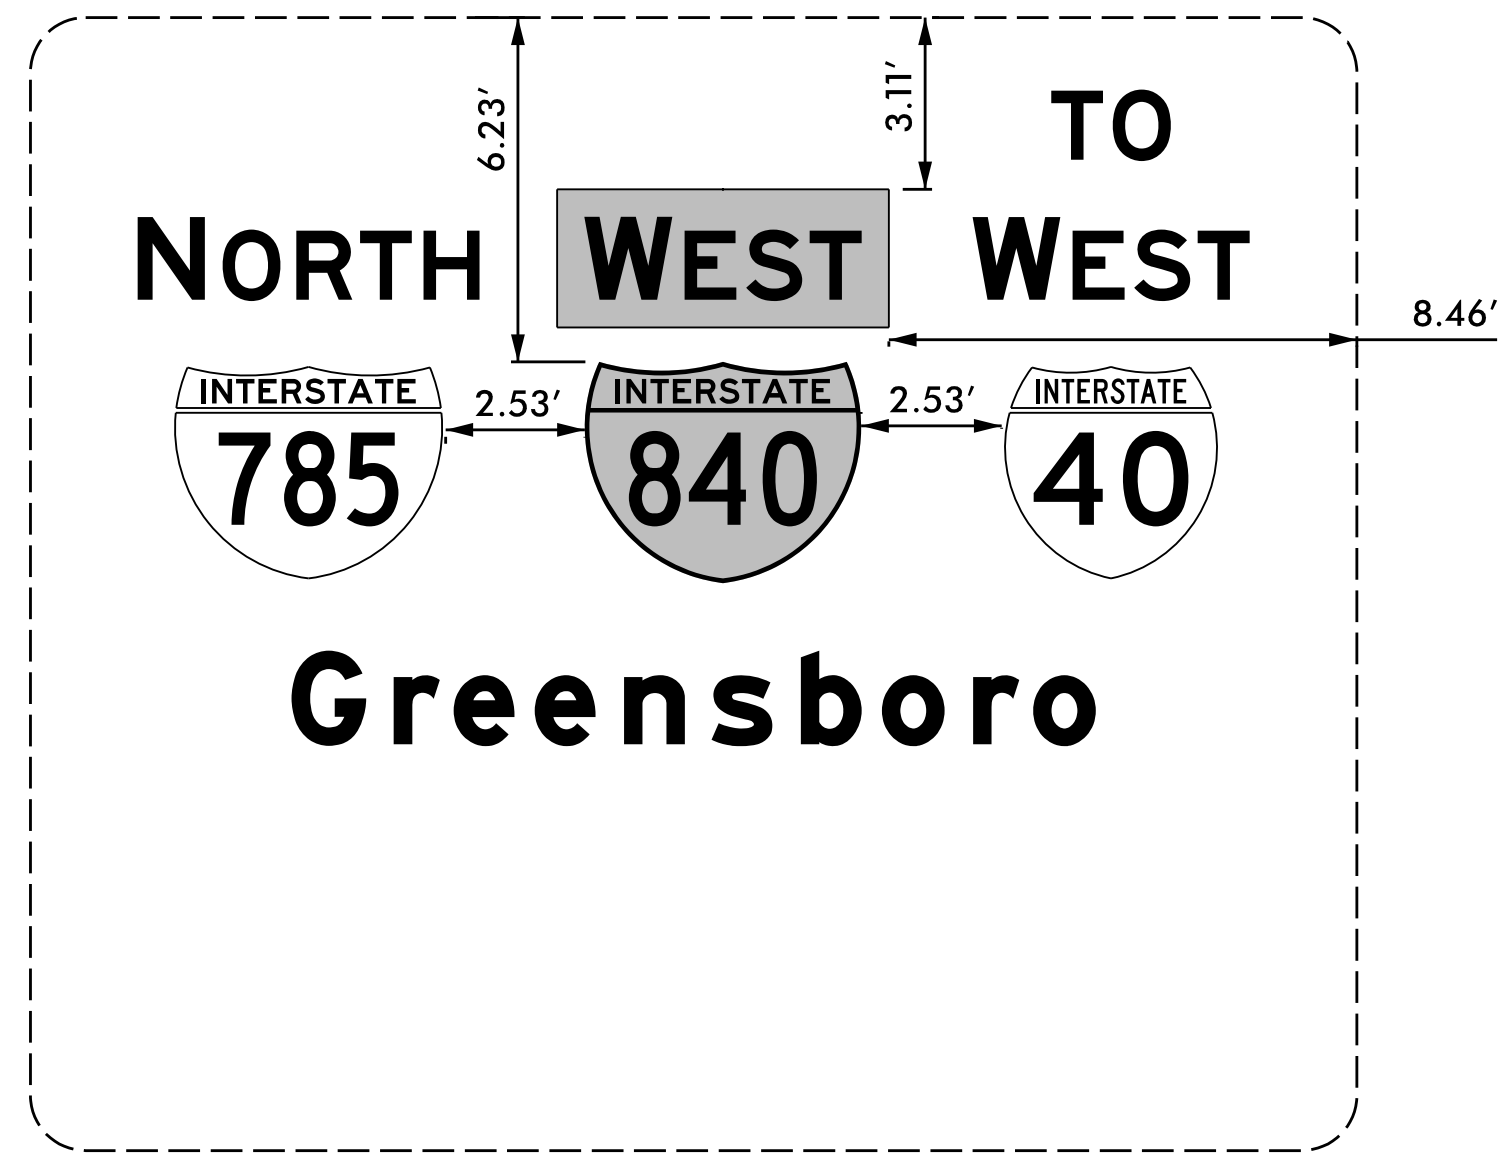 6.23′ 3.11′
TO
NORTH WEST WEST
8.46′
INTERSTATE INTERSTATE INTERSTATE
2.53′ 2.53′
785 840 40
Greensboro